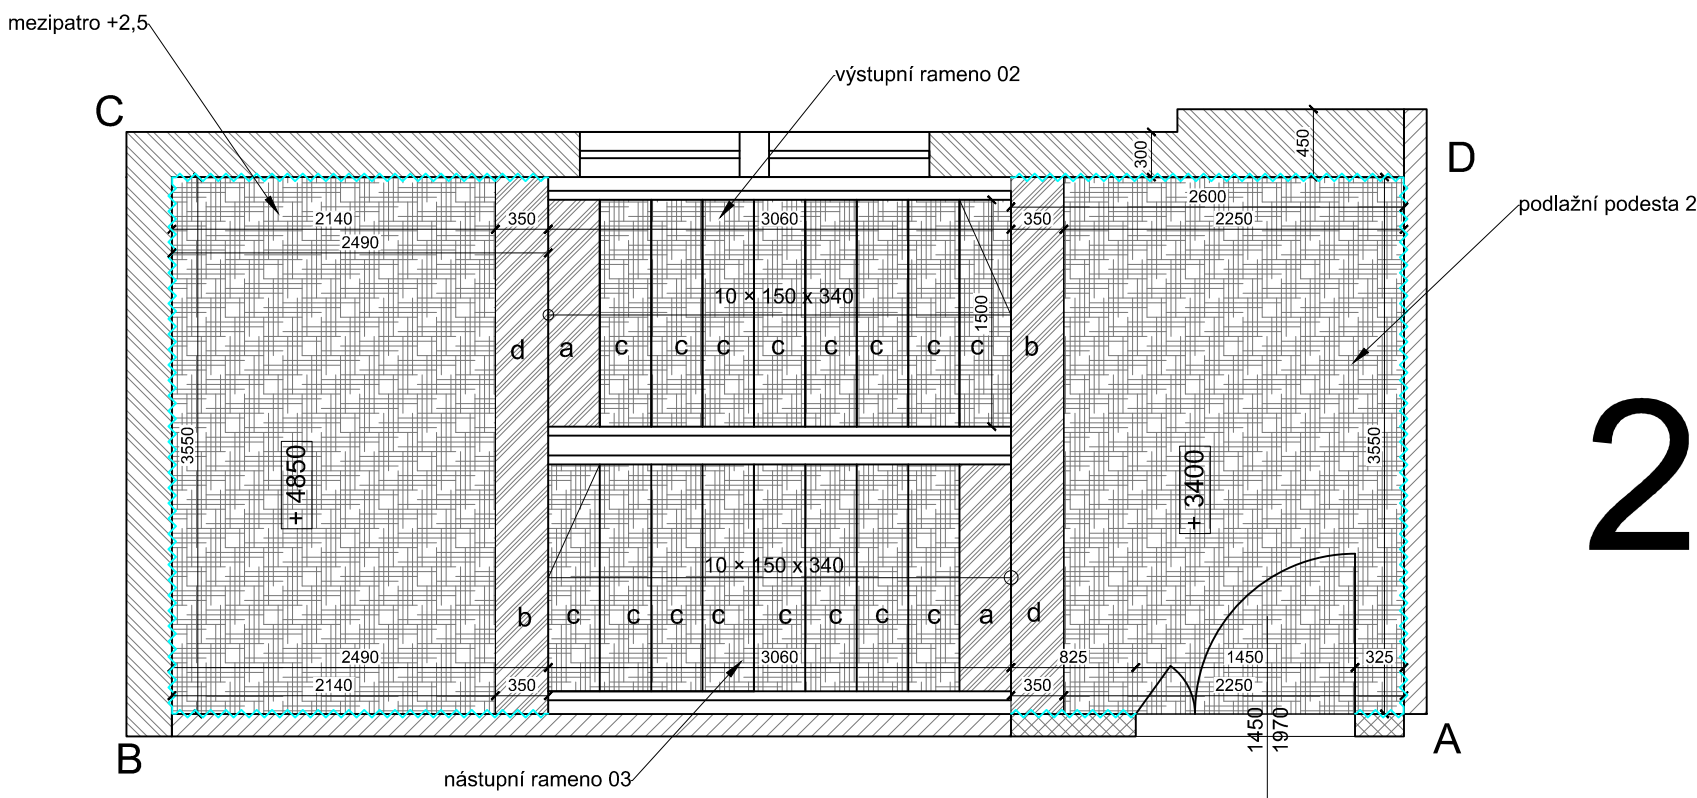 mezipatro +2,5
výstupní rameno 02
C
D
300
450
2600
podlažní podesta 2
2140
350
3060
350
2250
2490
10 × 150 x 340
1500
d
a
c
c
c
c
c
c
c
c
b
2
3550
+ 4850
+ 3400
3550
10 × 150 x 340
b
c
c
c
c
c
c
c
c
a
d
2490
3060
825
1450
325
2140
350
350
2250
1450
1970
B
A
nástupní rameno 03